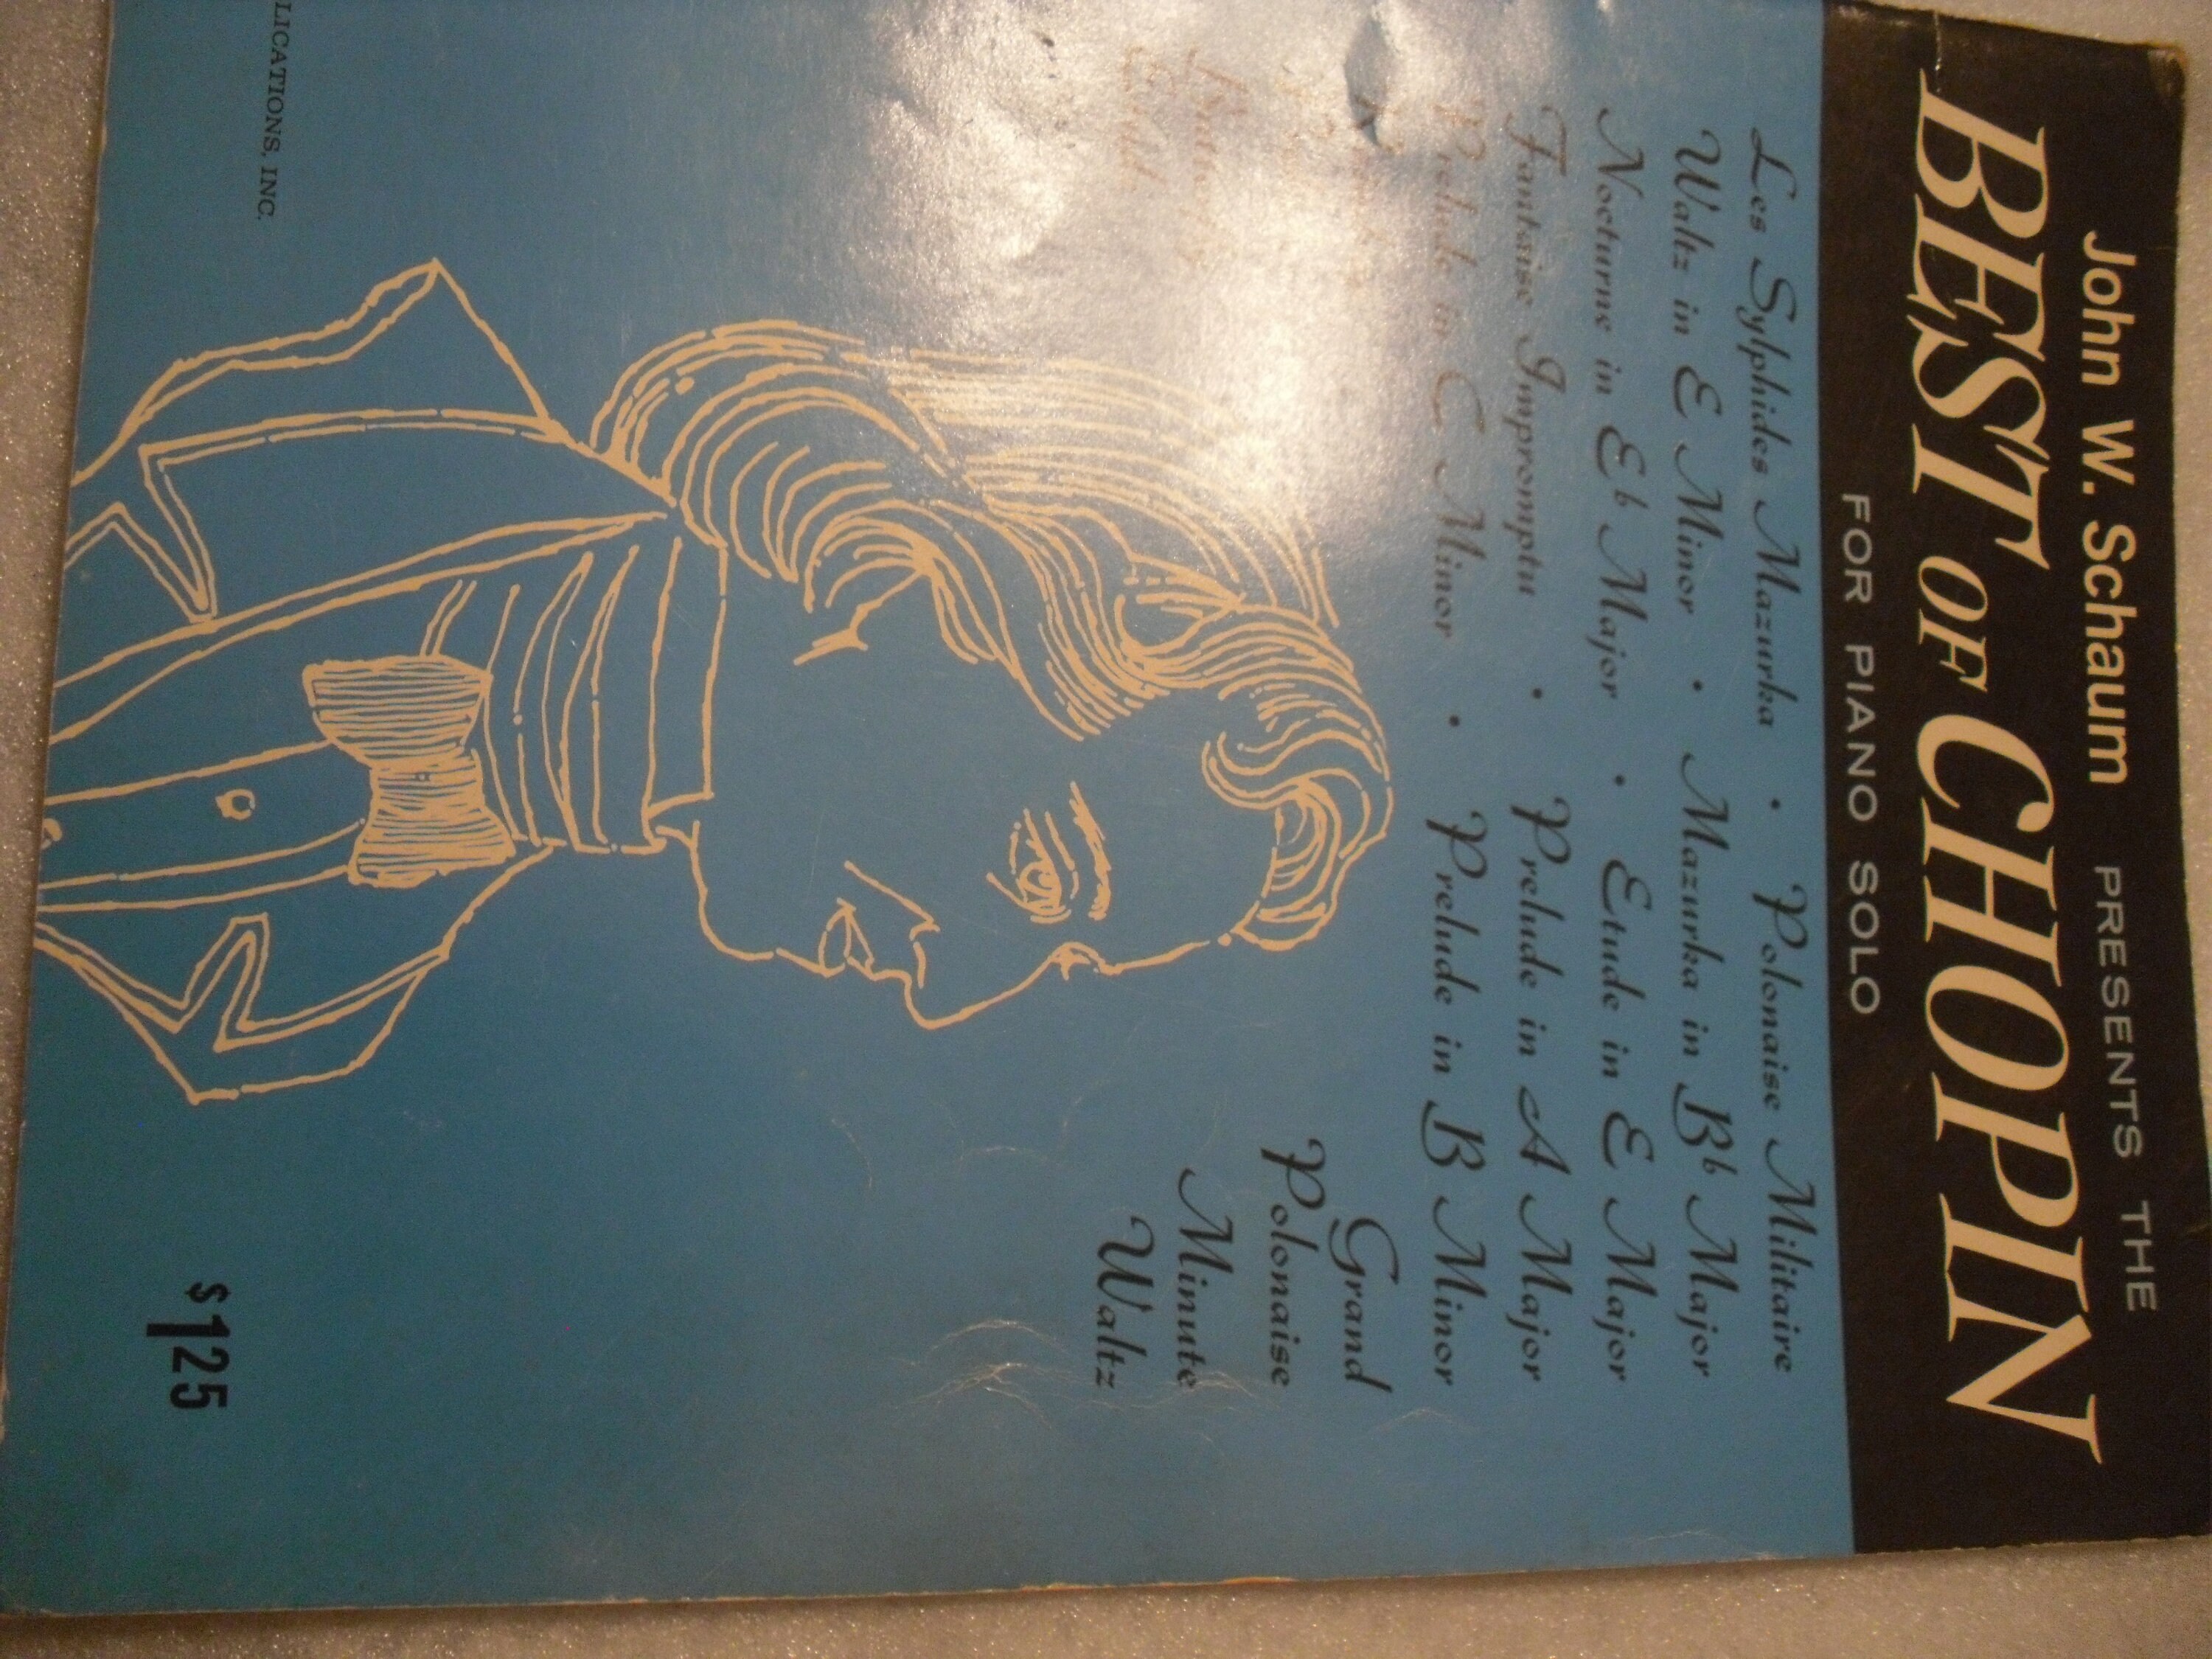 John W. Schaum PRESENTS THE
BEST OF CHOPIN
FOR PIANO SOLO
Les Sylphides Mazurka • Polonaise Militaire
Waltz in E Minor • Mazurka in B♭ Major
Nocturne in E♭ Major • Etude in E Major
Fantaise Impromptu • Prelude in A Major
Prelude in C Minor • Prelude in B Minor
Grand
Polonaise
Minute
Waltz
LICATIONS, INC.
$1.25